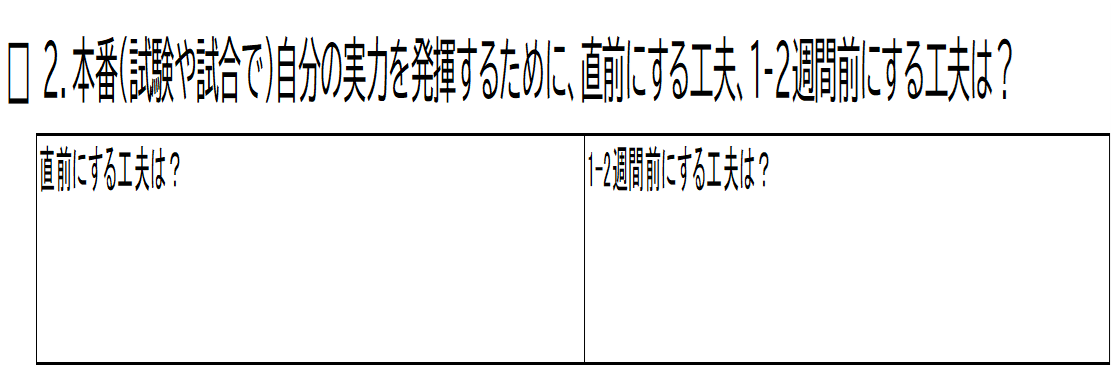 □ 2.本番(試験や試合で)自分の実力を発揮するために、直前にする工夫、1-2週間前にする工夫は？
直前にする工夫は？
1-2週間前にする工夫は？